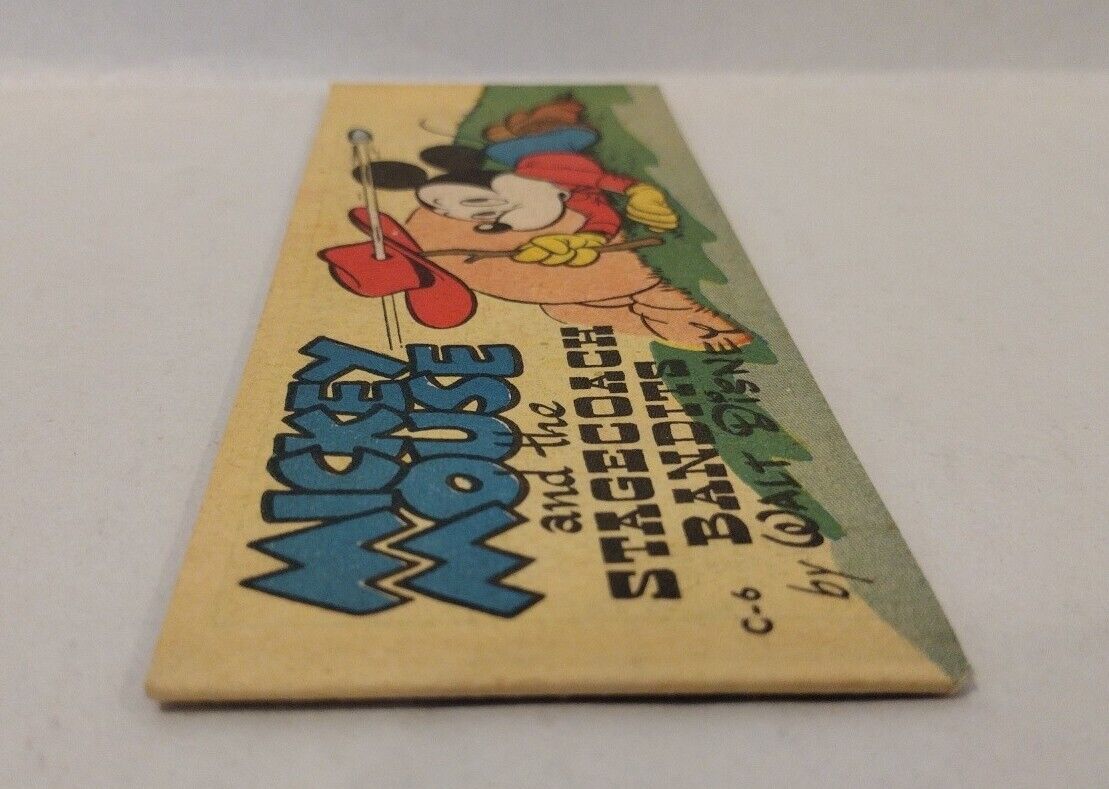 MICKEY
MOUSE
and the
STAGECOACH
BANDITS
C-6
by WALT DISNEY